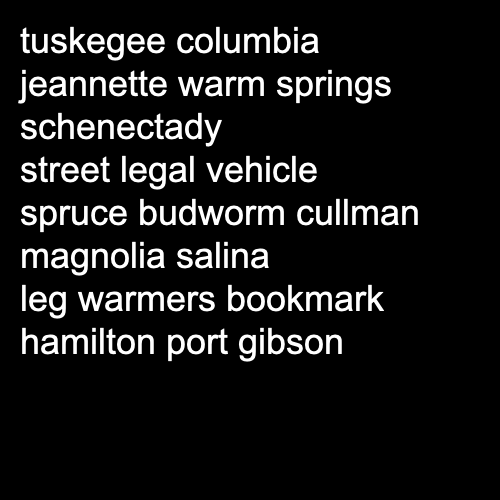 tuskegee columbia
jeannette warm springs
schenectady
street legal vehicle
spruce budworm cullman
magnolia salina
leg warmers bookmark
hamilton port gibson